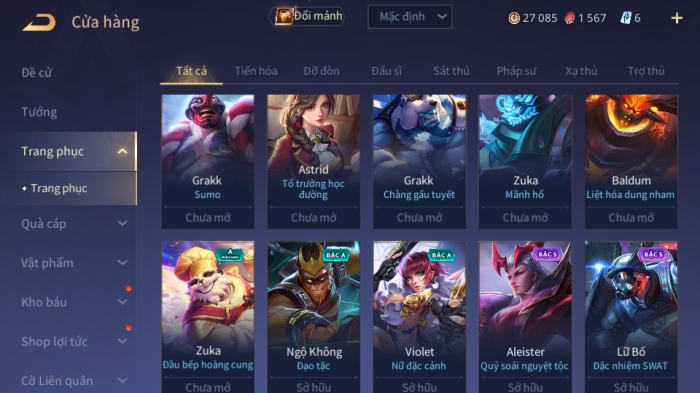 Cửa hàng
Đổi mảnh
Mặc định
27 085
1 567
6
Đề cử
Tướng
Trang phục
Trang phục
Quà cáp
Vật phẩm
Kho báu
Shop lợi tức
Cờ Liên quân
Tất cả Tiến hóa Đỡ đòn Đấu sĩ Sát thủ Pháp sư Xạ thủ Trợ thủ
Grakk
Sumo
Chưa mở
Astrid
Tổ trưởng học
đường
Chưa mở
Grakk
Chàng gấu tuyết
Chưa mở
Zuka
Mãnh hổ
Chưa mở
Baldum
Liệt hỏa dung nham
Chưa mở
A
Zuka
Đầu bếp hoàng cung
Chưa mở
BẬC A
Ngộ Không
Đạo tặc
Sở hữu
BẬC A
Violet
Nữ đặc cảnh
Sở hữu
BẬC S
Aleister
Quỷ soái nguyệt tộc
Sở hữu
BẬC S
Lữ Bố
Đặc nhiệm SWAT
Sở hữu